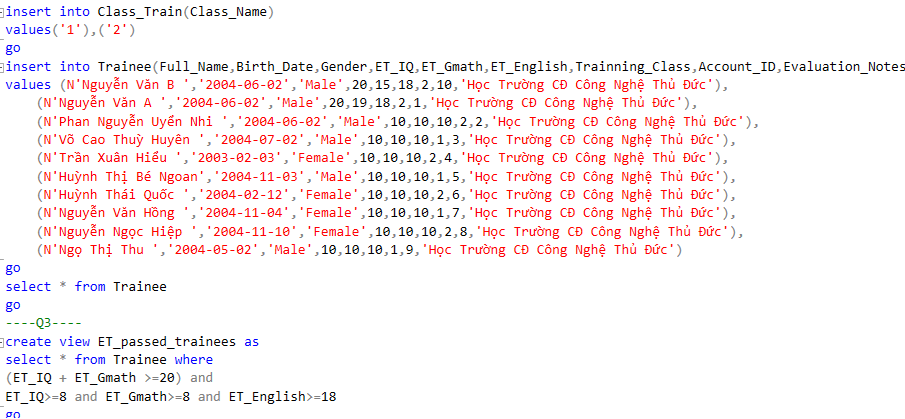 insert into Class_Train(Class_Name)
values('1'),('2')
go
insert into Trainee(Full_Name,Birth_Date,Gender,ET_IQ,ET_Gmath,ET_English,Trainning_Class,Account_ID,Evaluation_Notes
values (N'Nguyễn Văn B ','2004-06-02','Male',20,15,18,2,10,'Học Trường CĐ Công Nghệ Thủ Đức'),
(N'Nguyễn Văn A ','2004-06-02','Male',20,19,18,2,1,'Học Trường CĐ Công Nghệ Thủ Đức'),
(N'Phan Nguyễn Uyển Nhi ','2004-06-02','Male',10,10,10,2,2,'Học Trường CĐ Công Nghệ Thủ Đức'),
(N'Võ Cao Thuỳ Huyên ','2004-07-02','Male',10,10,10,1,3,'Học Trường CĐ Công Nghệ Thủ Đức'),
(N'Trần Xuân Hiểu ','2003-02-03','Female',10,10,10,2,4,'Học Trường CĐ Công Nghệ Thủ Đức'),
(N'Huỳnh Thị Bé Ngoan','2004-11-03','Male',10,10,10,1,5,'Học Trường CĐ Công Nghệ Thủ Đức'),
(N'Huỳnh Thái Quốc ','2004-02-12','Female',10,10,10,2,6,'Học Trường CĐ Công Nghệ Thủ Đức'),
(N'Nguyễn Văn Hồng ','2004-11-04','Female',10,10,10,1,7,'Học Trường CĐ Công Nghệ Thủ Đức'),
(N'Nguyễn Ngọc Hiệp ','2004-11-10','Female',10,10,10,2,8,'Học Trường CĐ Công Nghệ Thủ Đức'),
(N'Ngọ Thị Thu ','2004-05-02','Male',10,10,10,1,9,'Học Trường CĐ Công Nghệ Thủ Đức')
go
select * from Trainee
go
----Q3----
create view ET_passed_trainees as
select * from Trainee where
(ET_IQ + ET_Gmath >=20) and
ET_IQ>=8 and ET_Gmath>=8 and ET_English>=18
go